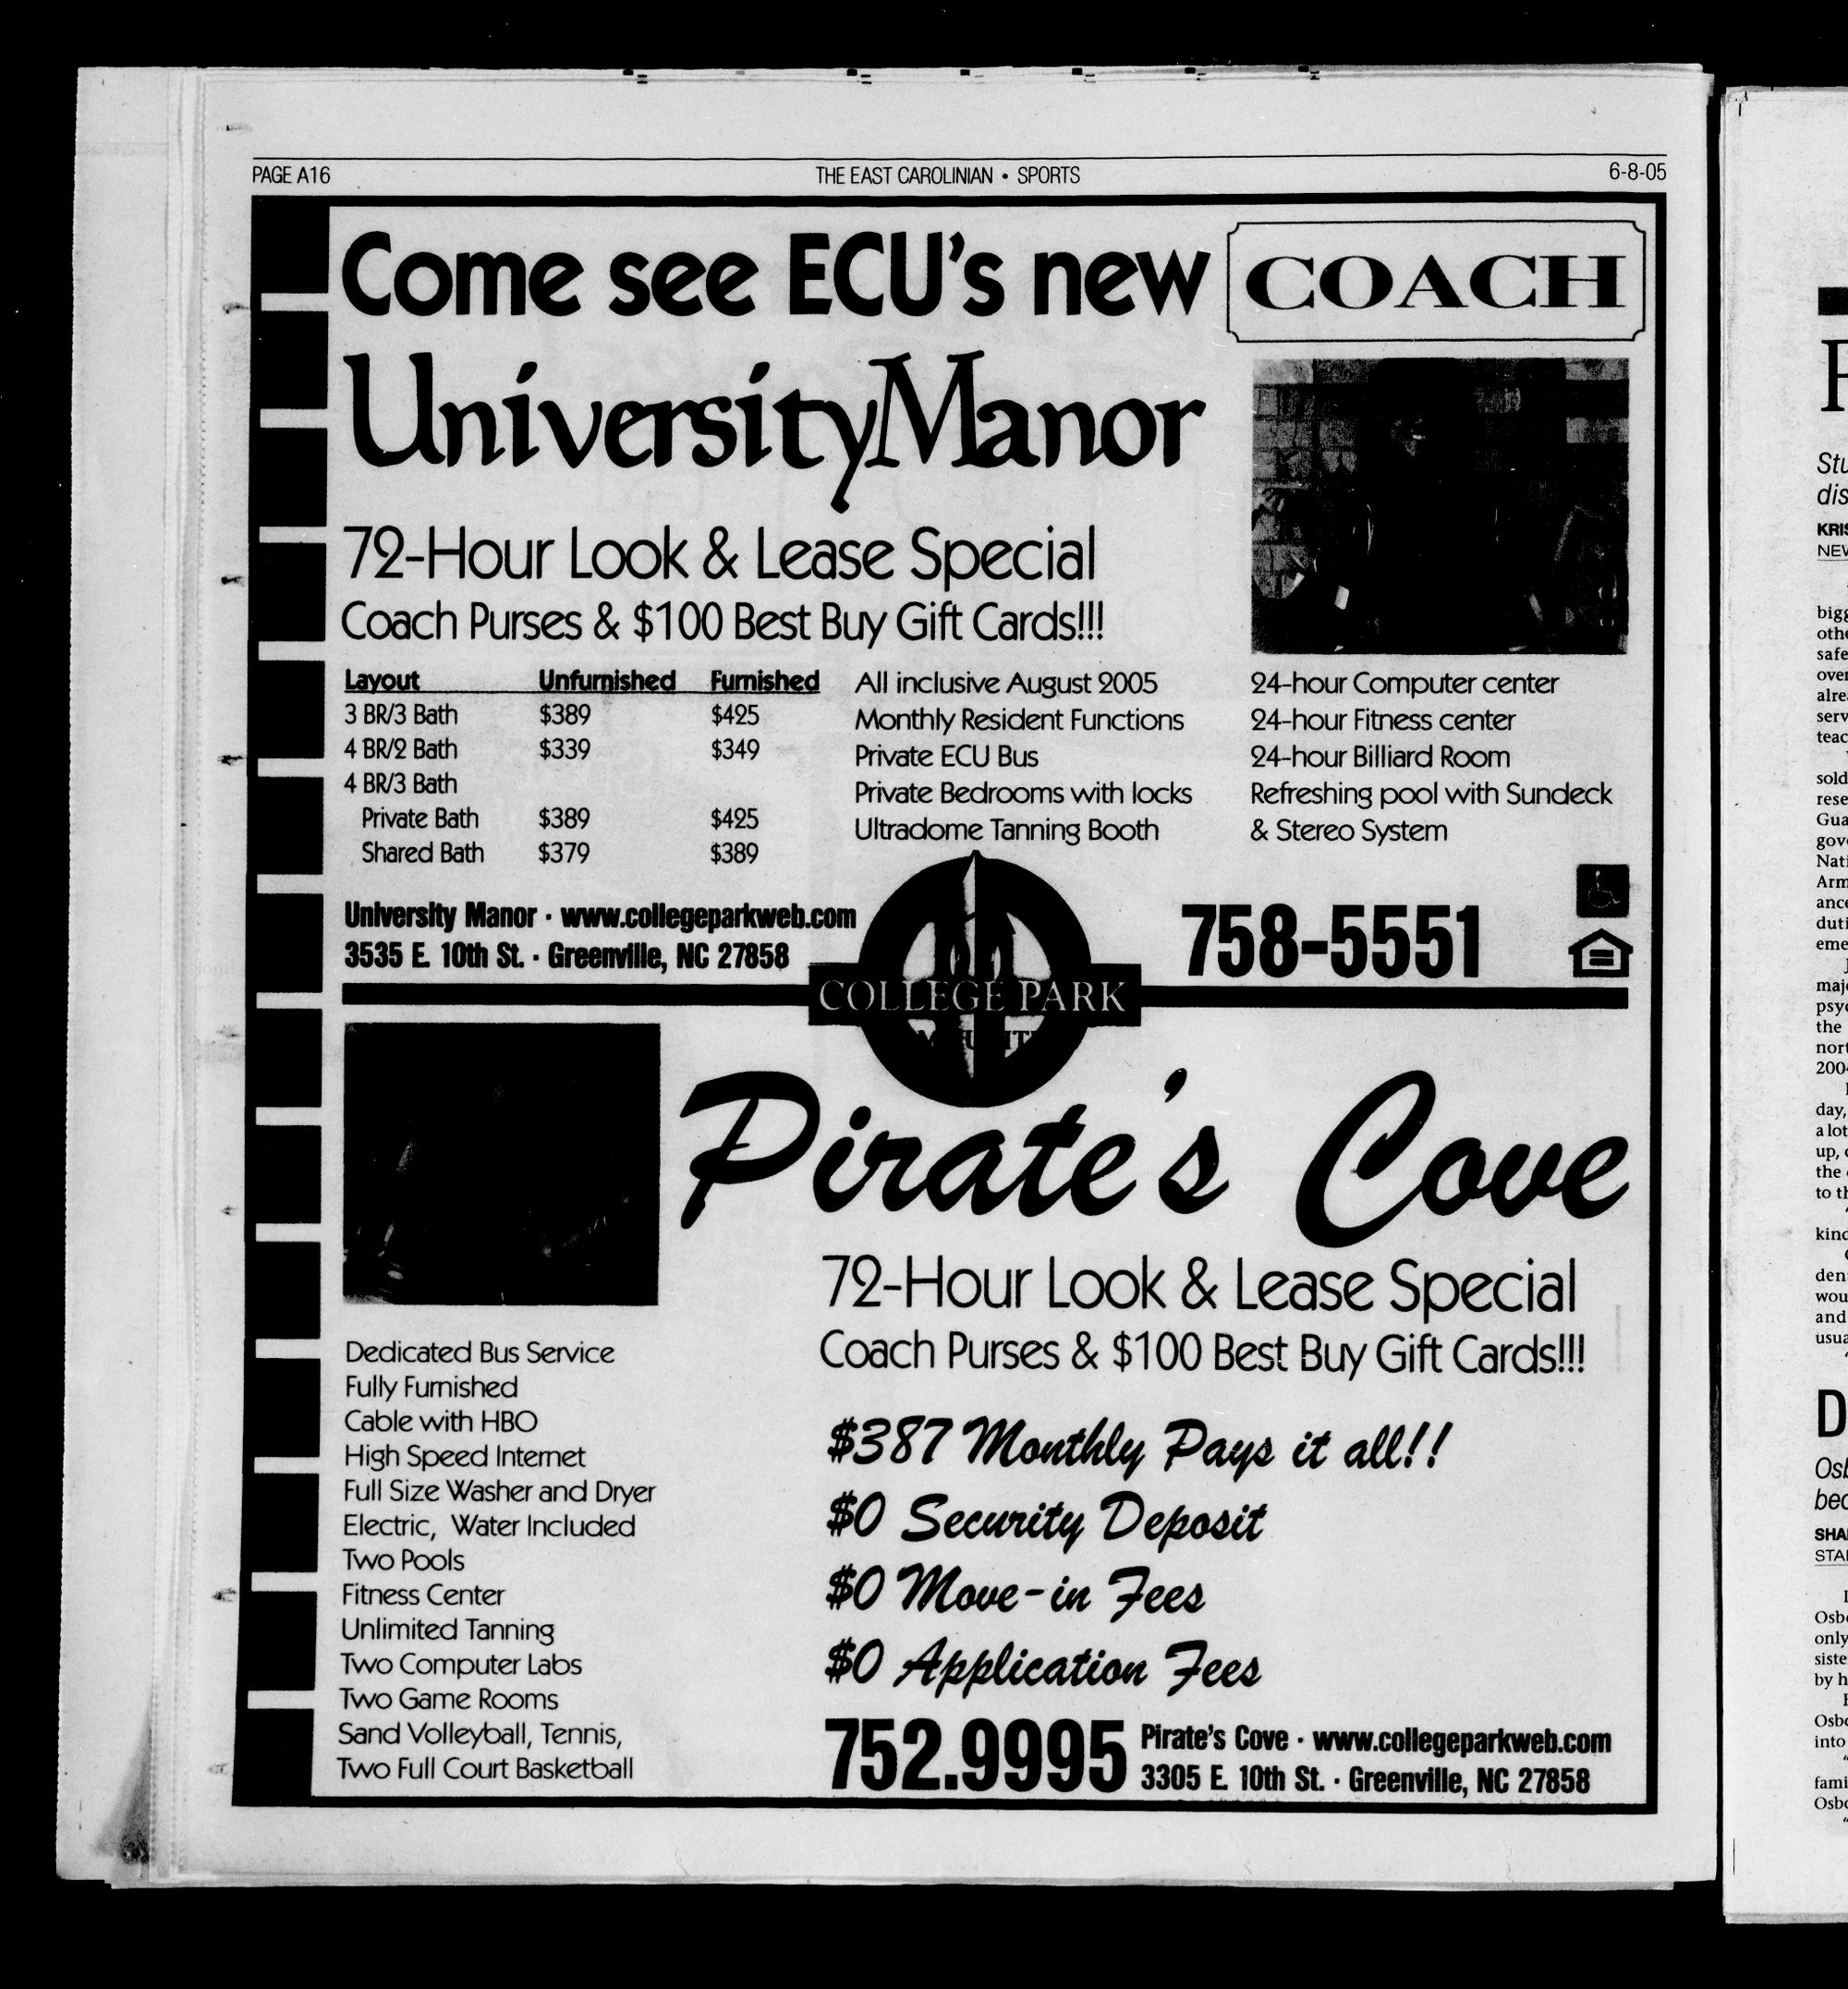 PAGE A16
THE EAST CAROLINIAN • SPORTS
6-8-05
Come see ECU's new COACH
UniversityManor
72-Hour Look & Lease Special
Coach Purses & $100 Best Buy Gift Cards!!!
Layout Unfurnished Furnished
3 BR/3 Bath $389 $425
4 BR/2 Bath $339 $349
4 BR/3 Bath
Private Bath $389 $425
Shared Bath $379 $389
All inclusive August 2005
Monthly Resident Functions
Private ECU Bus
Private Bedrooms with locks
Ultradome Tanning Booth
24-hour Computer center
24-hour Fitness center
24-hour Billiard Room
Refreshing pool with Sundeck
& Stereo System
University Manor · www.collegeparkweb.com
3535 E. 10th St. · Greenville, NC 27858
758-5551
COLLEGE PARK
Pirate's Cove
72-Hour Look & Lease Special
Coach Purses & $100 Best Buy Gift Cards!!!
Dedicated Bus Service
Fully Furnished
Cable with HBO
High Speed Internet
Full Size Washer and Dryer
Electric, Water Included
Two Pools
Fitness Center
Unlimited Tanning
Two Computer Labs
Two Game Rooms
Sand Volleyball, Tennis,
Two Full Court Basketball
$387 Monthly Pays it all!!
$0 Security Deposit
$0 Move-in Fees
$0 Application Fees
752.9995
Pirate's Cove · www.collegeparkweb.com
3305 E. 10th St. · Greenville, NC 27858